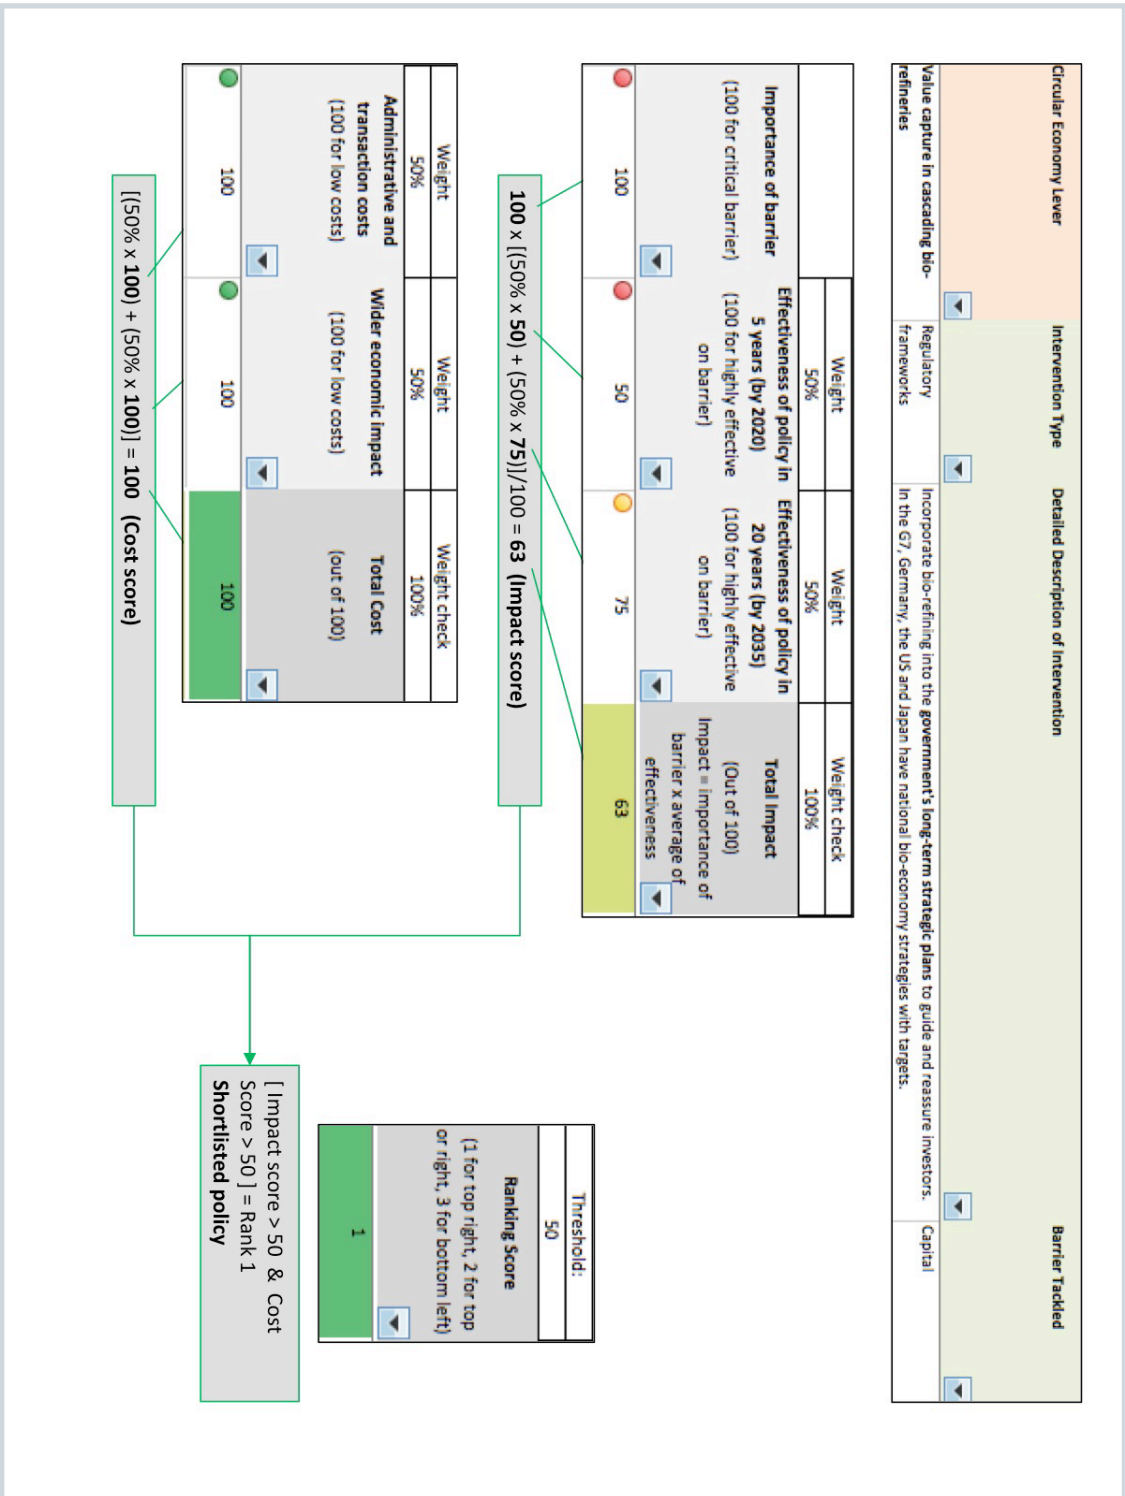 Circular Economy Lever
Intervention Type
Detailed Description of Intervention
Barrier Tackled
Value capture in cascading bio-
refineries
Regulatory
frameworks
Incorporate bio-refining into the government's long-term strategic plans to guide and reassure investors.
In the G7, Germany, the US and Japan have national bio-economy strategies with targets.
Capital
Weight
Weight
Weight check
50%
50%
100%
Importance of barrier
(100 for critical barrier)
Effectiveness of policy in
5 years (by 2020)
(100 for highly effective
on barrier)
Effectiveness of policy in
20 years (by 2035)
(100 for highly effective
on barrier)
Total Impact
(Out of 100)
Impact = importance of
barrier x average of
effectiveness
100
50
75
63
100 x [(50% x 50) + (50% x 75)]/100 = 63 (Impact score)
Threshold:
50
Ranking Score
(1 for top right, 2 for top
or right, 3 for bottom left)
1
Weight
Weight
Weight check
50%
50%
100%
Administrative and
transaction costs
(100 for low costs)
Wider economic impact
(100 for low costs)
Total Cost
(out of 100)
100
100
100
[(50% x 100) + (50% x 100)] = 100 (Cost score)
[ Impact score > 50 & Cost
Score > 50 ] = Rank 1
Shortlisted policy